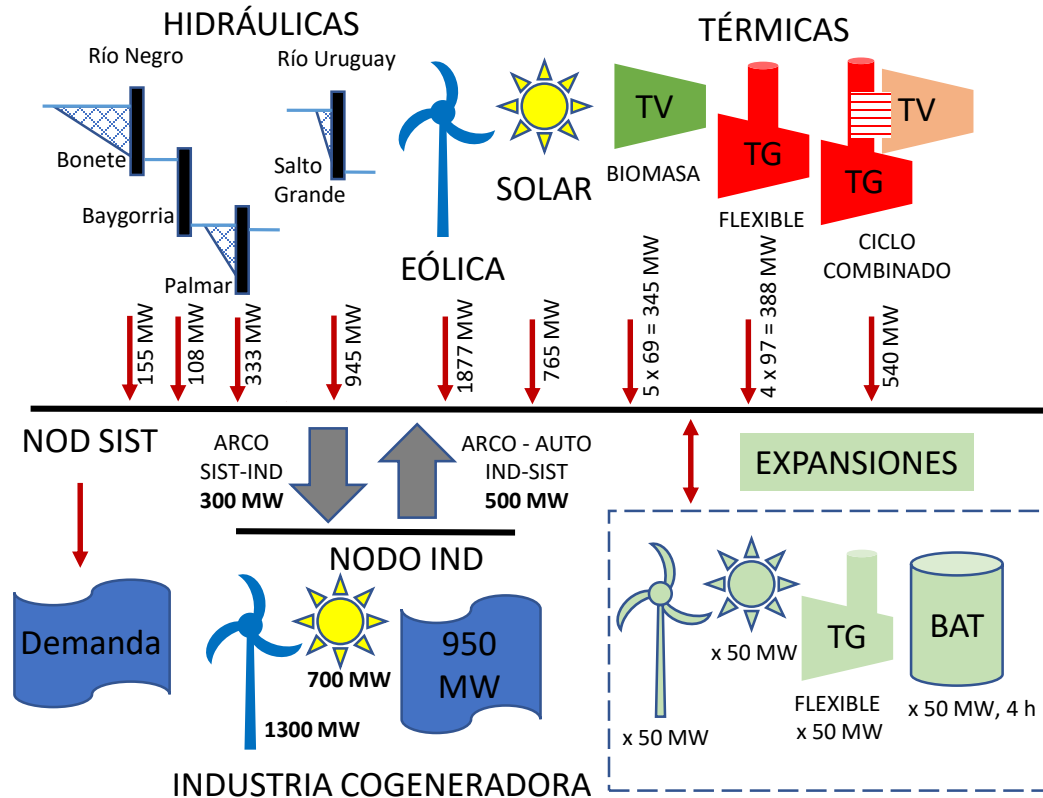 HIDRÁULICAS
TÉRMICAS
Río Negro
Río Uruguay
Bonete
Baygorria
Palmar
Salto
Grande
EÓLICA
SOLAR
TV
BIOMASA
TG
FLEXIBLE
TV
TG
CICLO
COMBINADO
155 MW
108 MW
333 MW
945 MW
1877 MW
765 MW
5 x 69 = 345 MW
4 x 97 = 388 MW
540 MW
NOD SIST
ARCO
SIST-IND
300 MW
ARCO - AUTO
IND-SIST
500 MW
EXPANSIONES
NODO IND
Demanda
700 MW
1300 MW
950
MW
INDUSTRIA COGENERADORA
x 50 MW
x 50 MW
TG
FLEXIBLE
x 50 MW
BAT
x 50 MW, 4 h